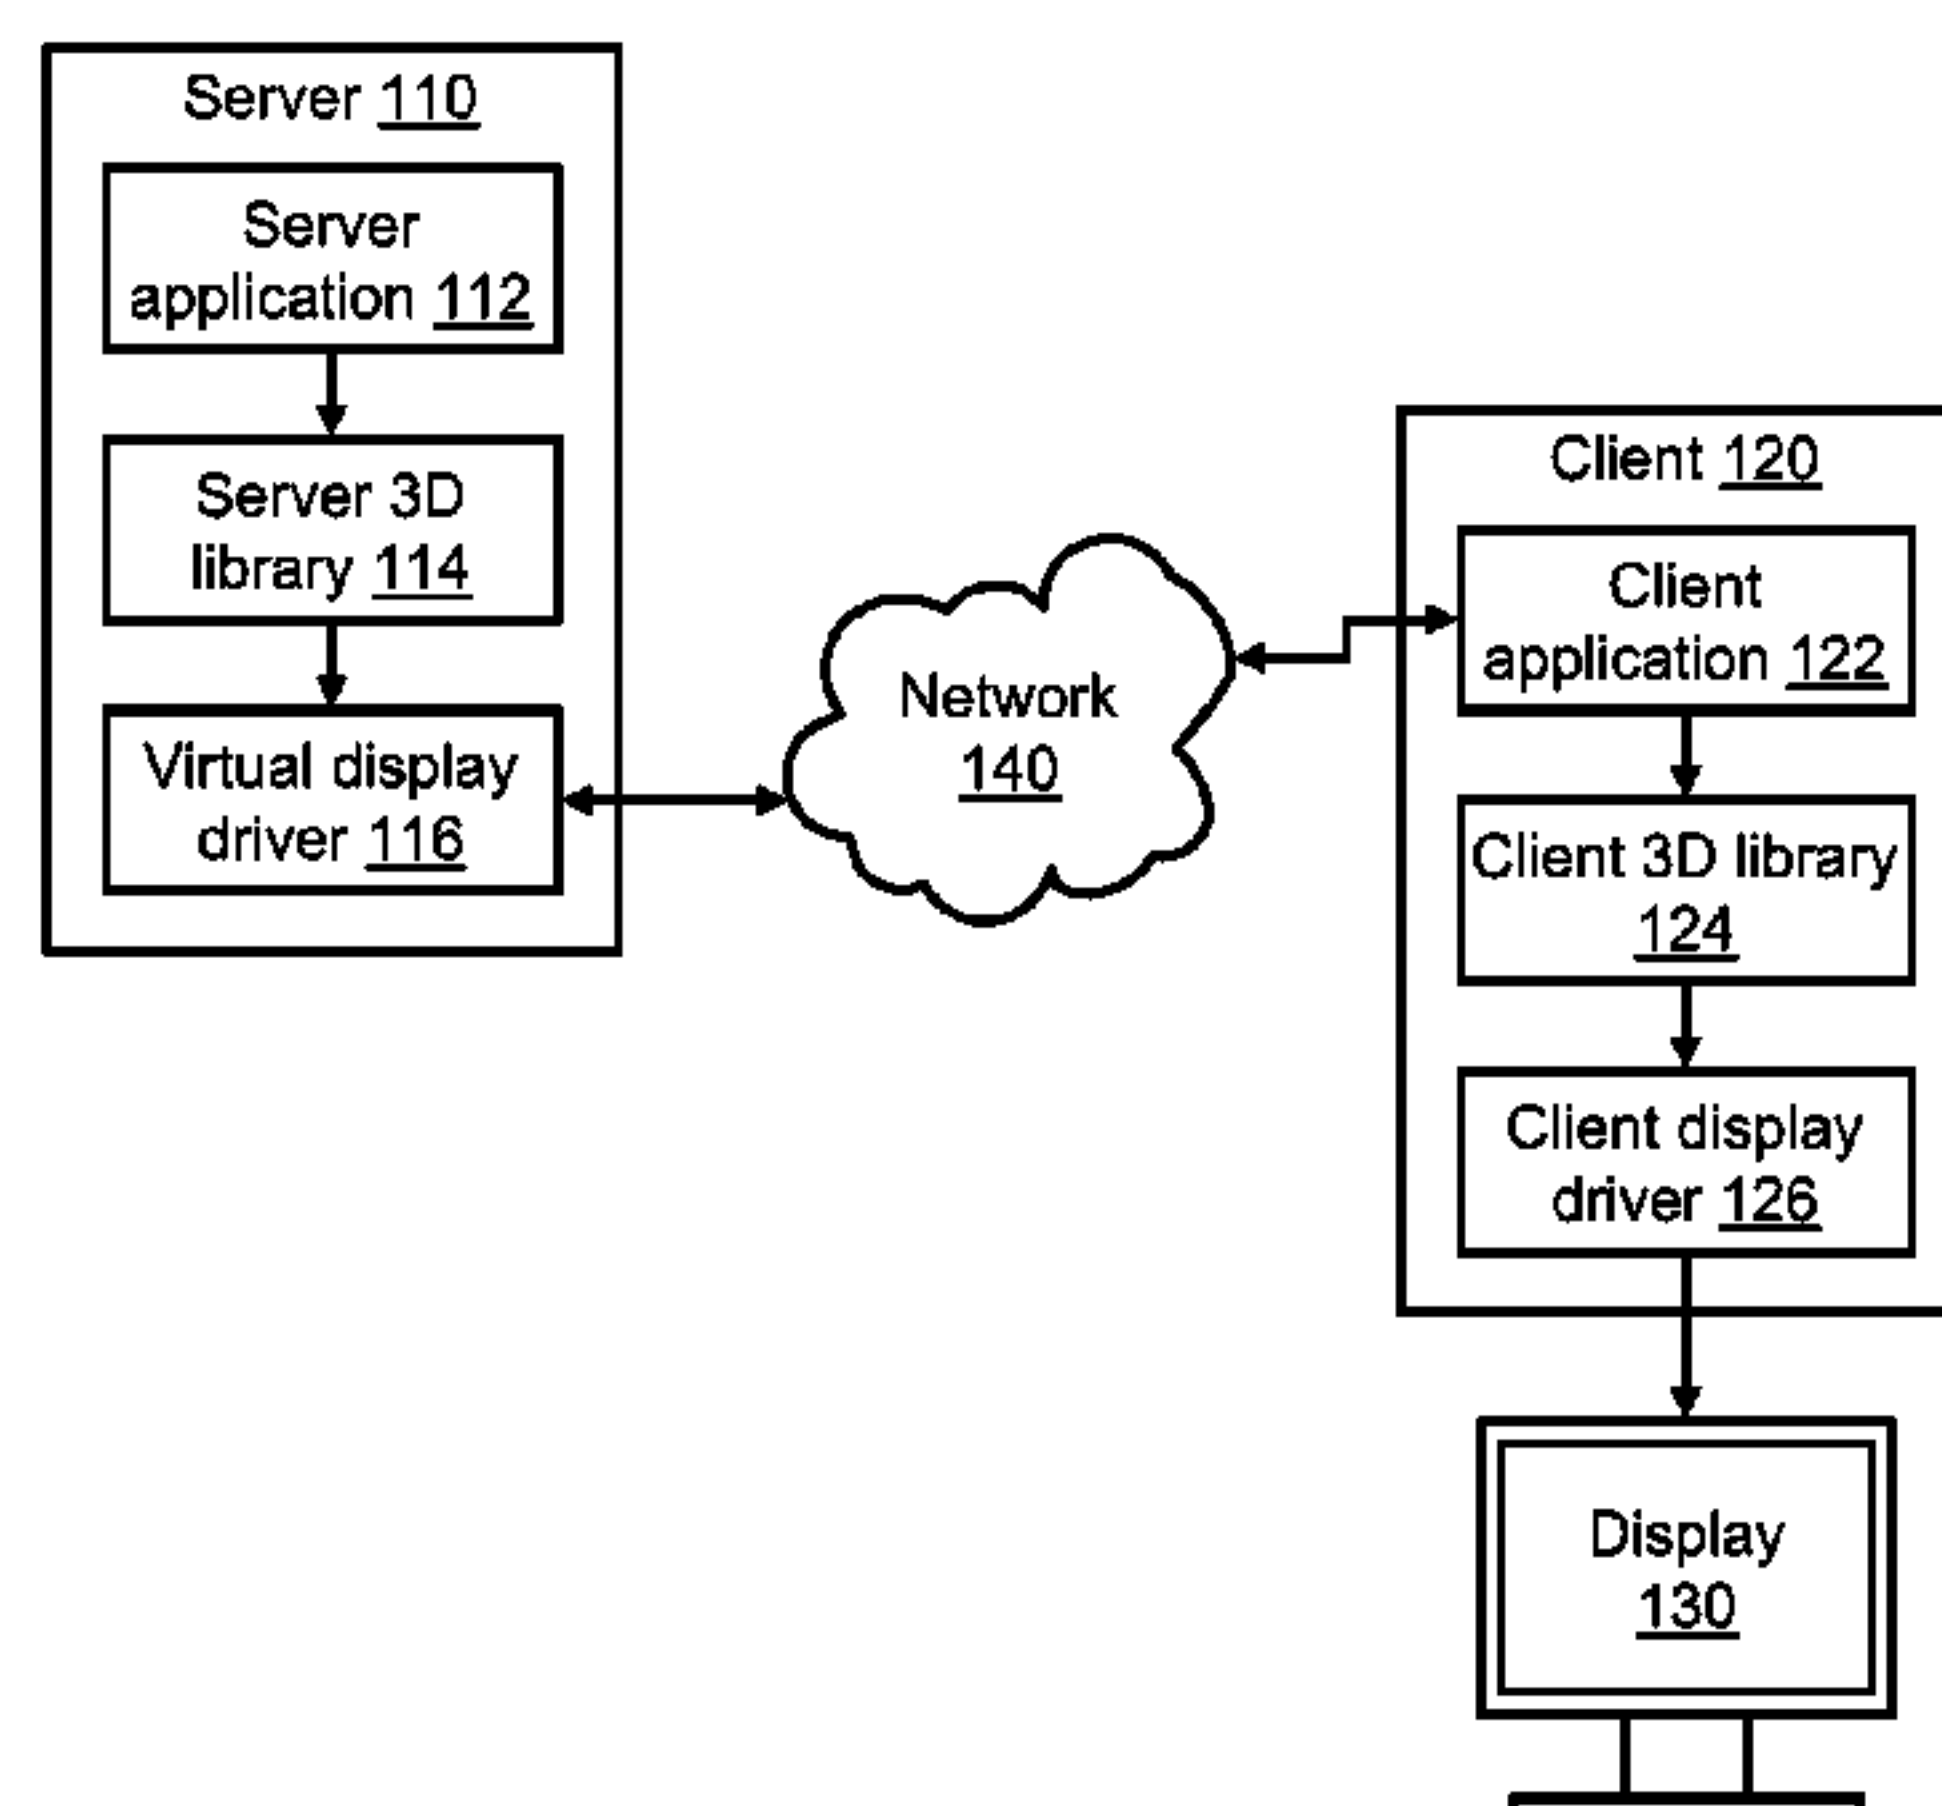 Server 110
Server
application 112
Server 3D
library 114
Virtual display
driver 116
Network
140
Client 120
Client
application 122
Client 3D library
124
Client display
driver 126
Display
130